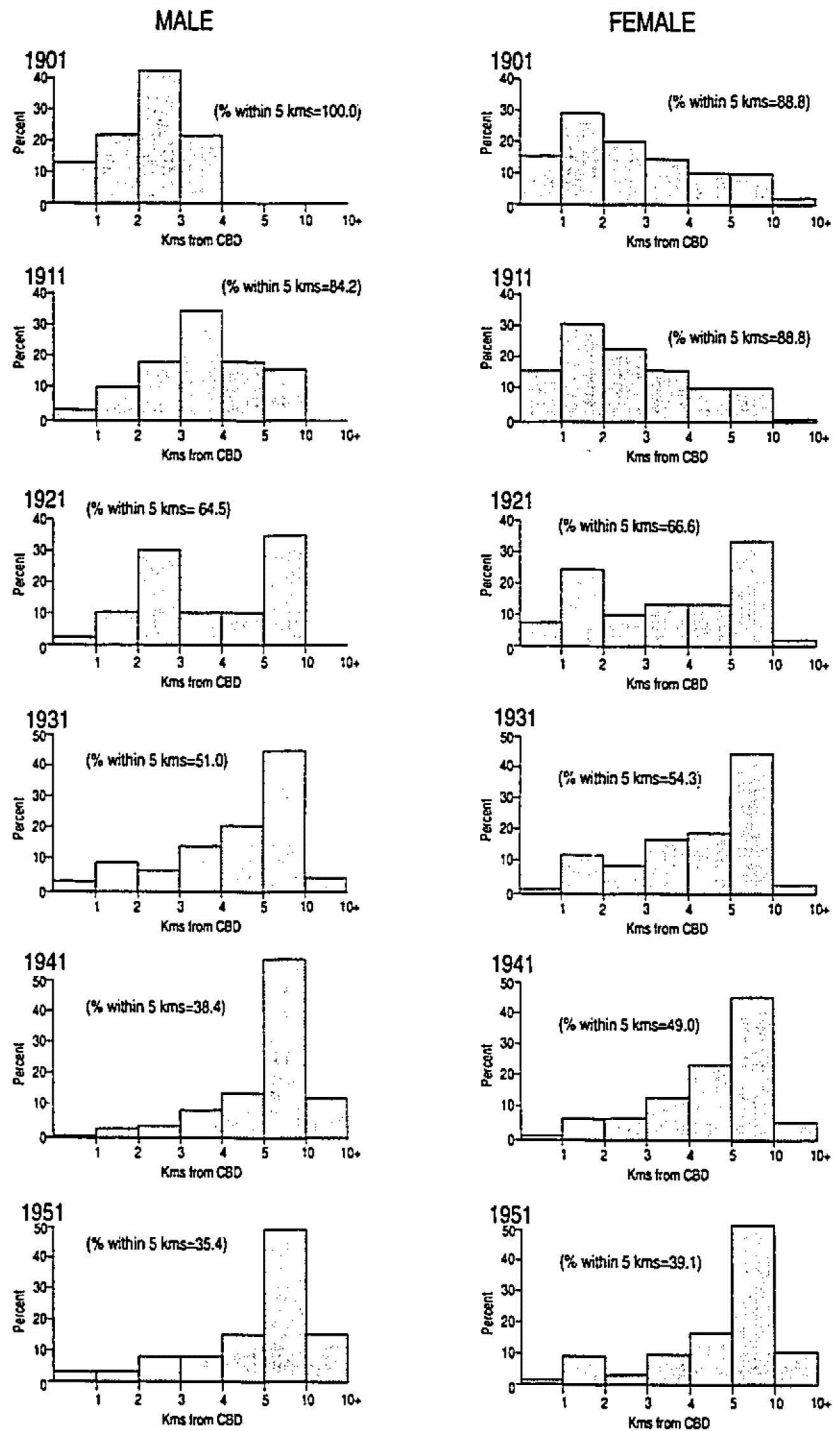 MALE
1901
(% within 5 kms=100.0)
Percent
40
30
20
10
0
1 2 3 4 5 10 10+
Kms from CBD
1911
(% within 5 kms=84.2)
Percent
40
30
20
10
0
1 2 3 4 5 10 10+
Kms from CBD
1921
(% within 5 kms= 64.5)
Percent
40
30
20
10
0
1 2 3 4 5 10 10+
Kms from CBD
1931
(% within 5 kms=51.0)
Percent
50
40
30
20
10
0
1 2 3 4 5 10 10+
Kms from CBD
1941
(% within 5 kms=38.4)
Percent
50
40
30
20
10
0
1 2 3 4 5 10 10+
Kms from CBD
1951
(% within 5 kms=35.4)
Percent
50
40
30
20
10
0
1 2 3 4 5 10 10+
Kms from CBD
FEMALE
1901
(% within 5 kms=88.8)
Percent
40
30
20
10
0
1 2 3 4 5 10 10+
Kms from CBD
1911
(% within 5 kms=88.8)
Percent
40
30
20
10
0
1 2 3 4 5 10 10+
Kms from CBD
1921
(% within 5 kms=66.6)
Percent
40
30
20
10
0
1 2 3 4 5 10 10+
Kms from CBD
1931
(% within 5 kms=54.3)
Percent
50
40
30
20
10
0
1 2 3 4 5 10 10+
Kms from CBD
1941
(% within 5 kms=49.0)
Percent
50
40
30
20
10
0
1 2 3 4 5 10 10+
Kms from CBD
1951
(% within 5 kms=39.1)
Percent
50
40
30
20
10
0
1 2 3 4 5 10 10+
Kms from CBD